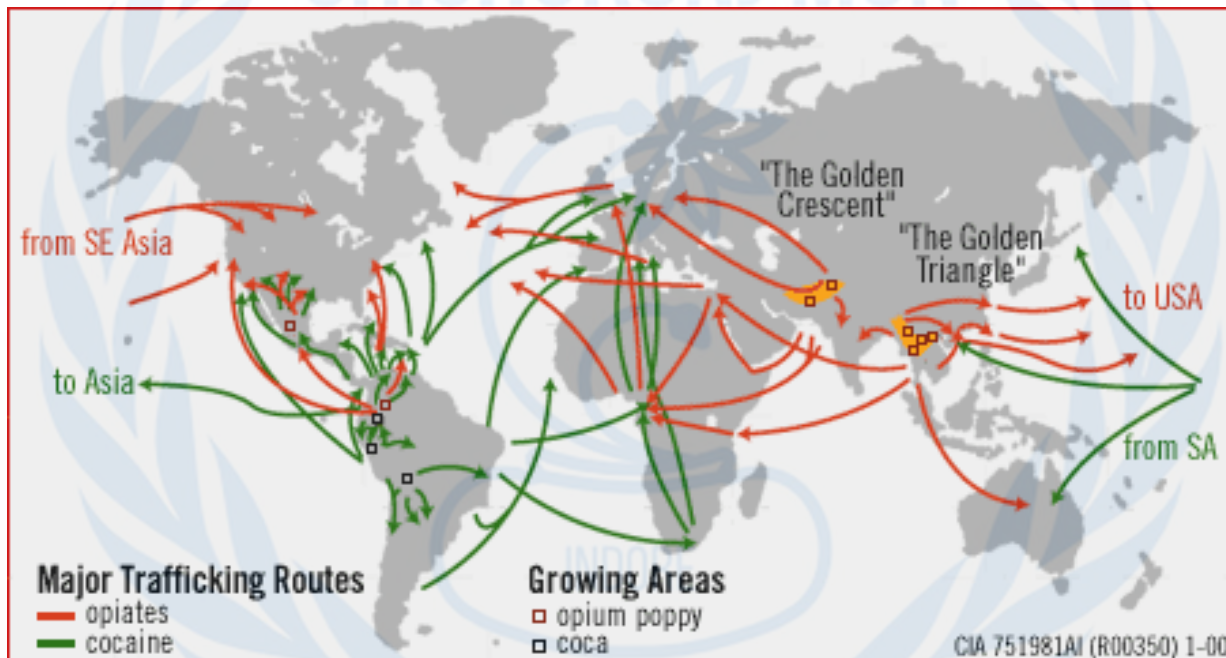 "The Golden
Crescent"
"The Golden
Triangle"
from SE Asia
to USA
to Asia
from SA
INDORE
Major Trafficking Routes
opiates
cocaine
Growing Areas
opium poppy
coca
CIA 751981AI (R00350) 1-00